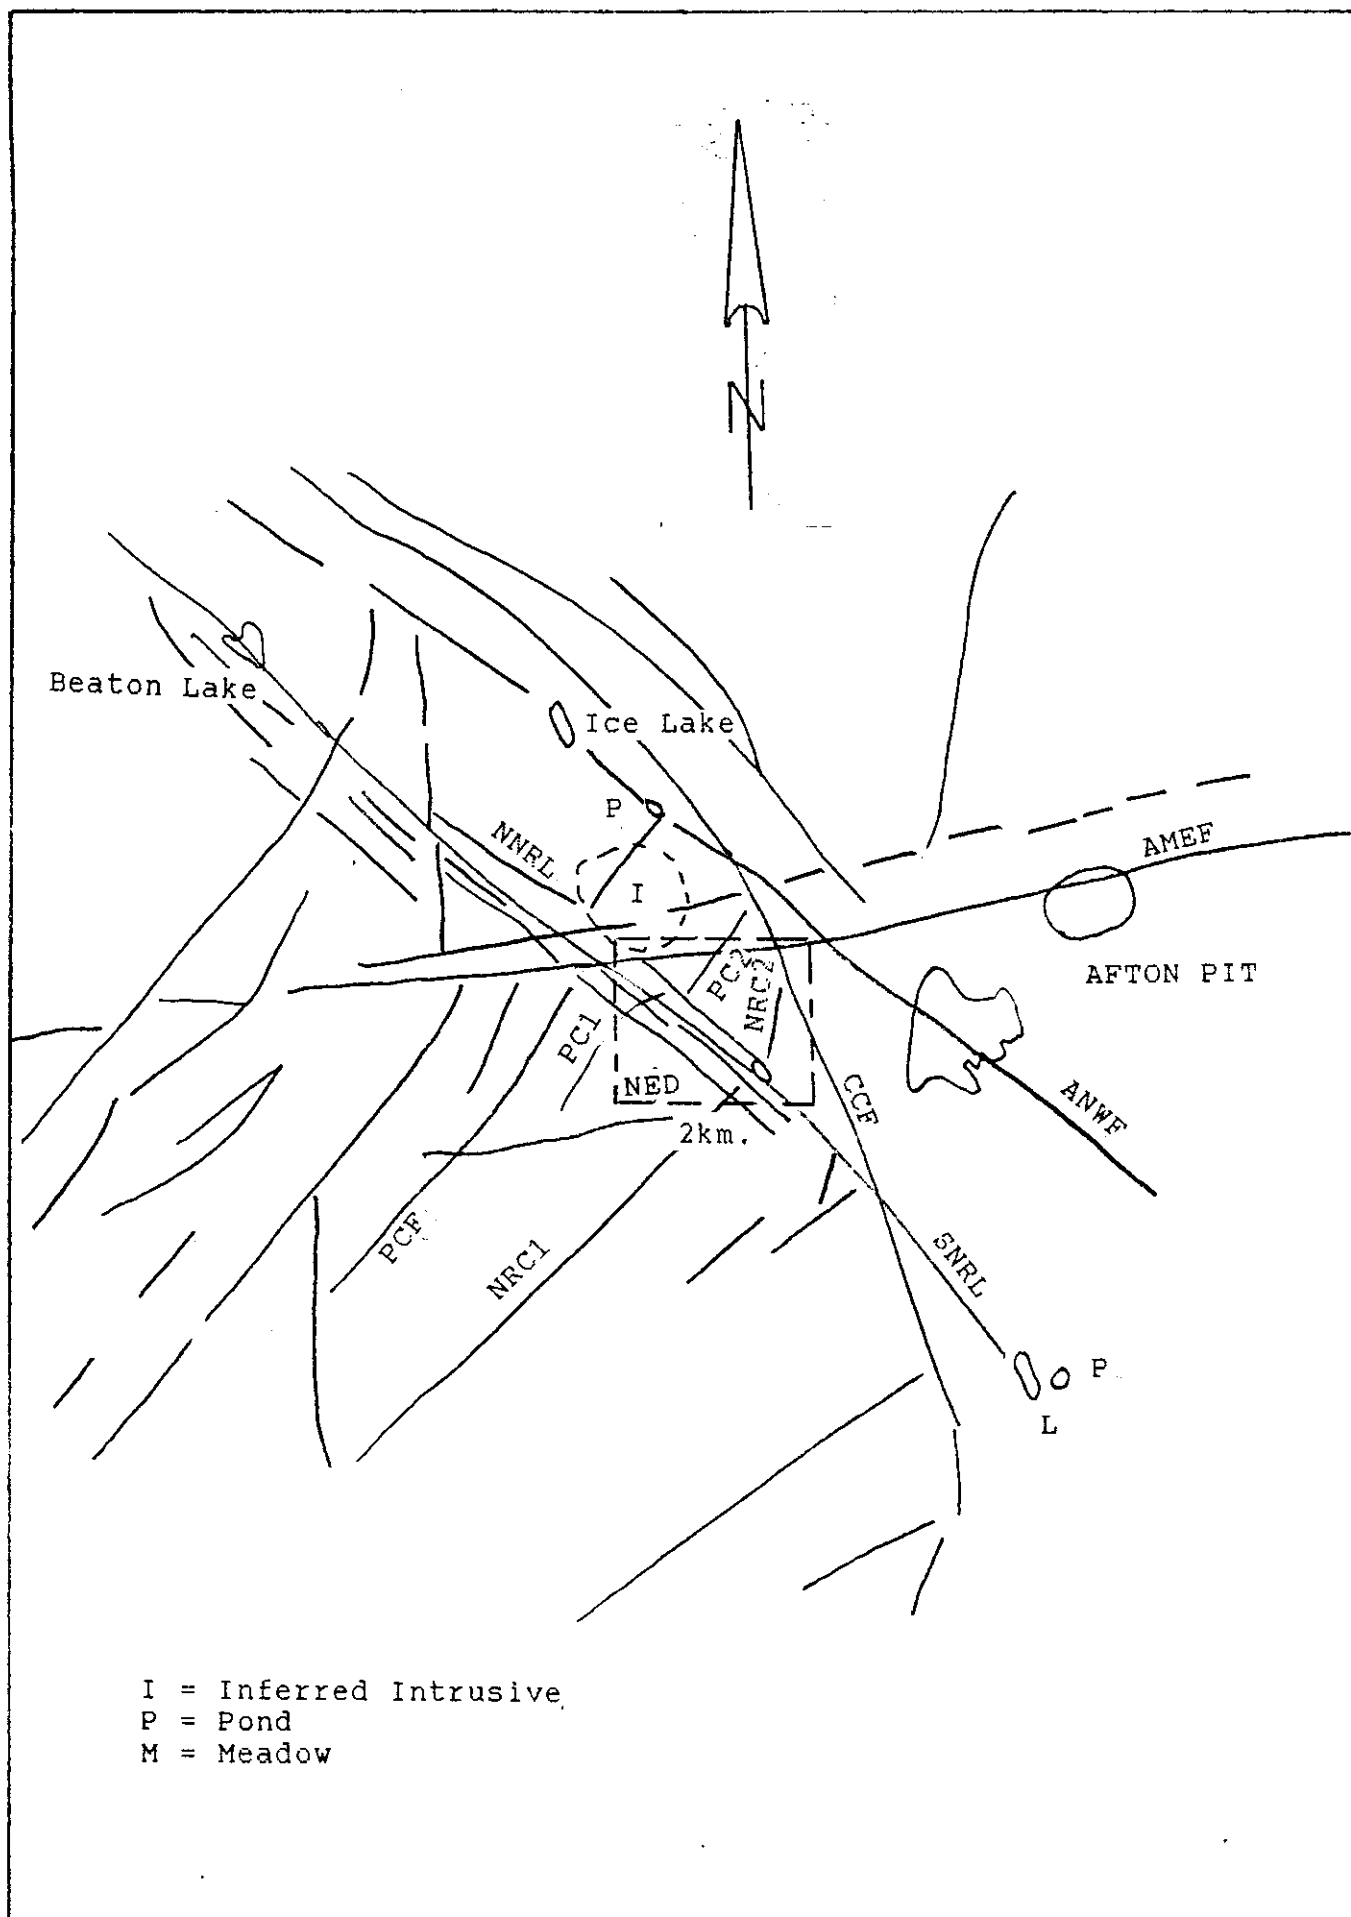 N
Beaton Lake
Ice Lake
P
NNRL
I
AMEF
AFTON PIT
PC2
NRC2
PC1
NED
2km.
CCF
ANWF
PCF
NRC1
SNRL
P
L
I = Inferred Intrusive
P = Pond
M = Meadow